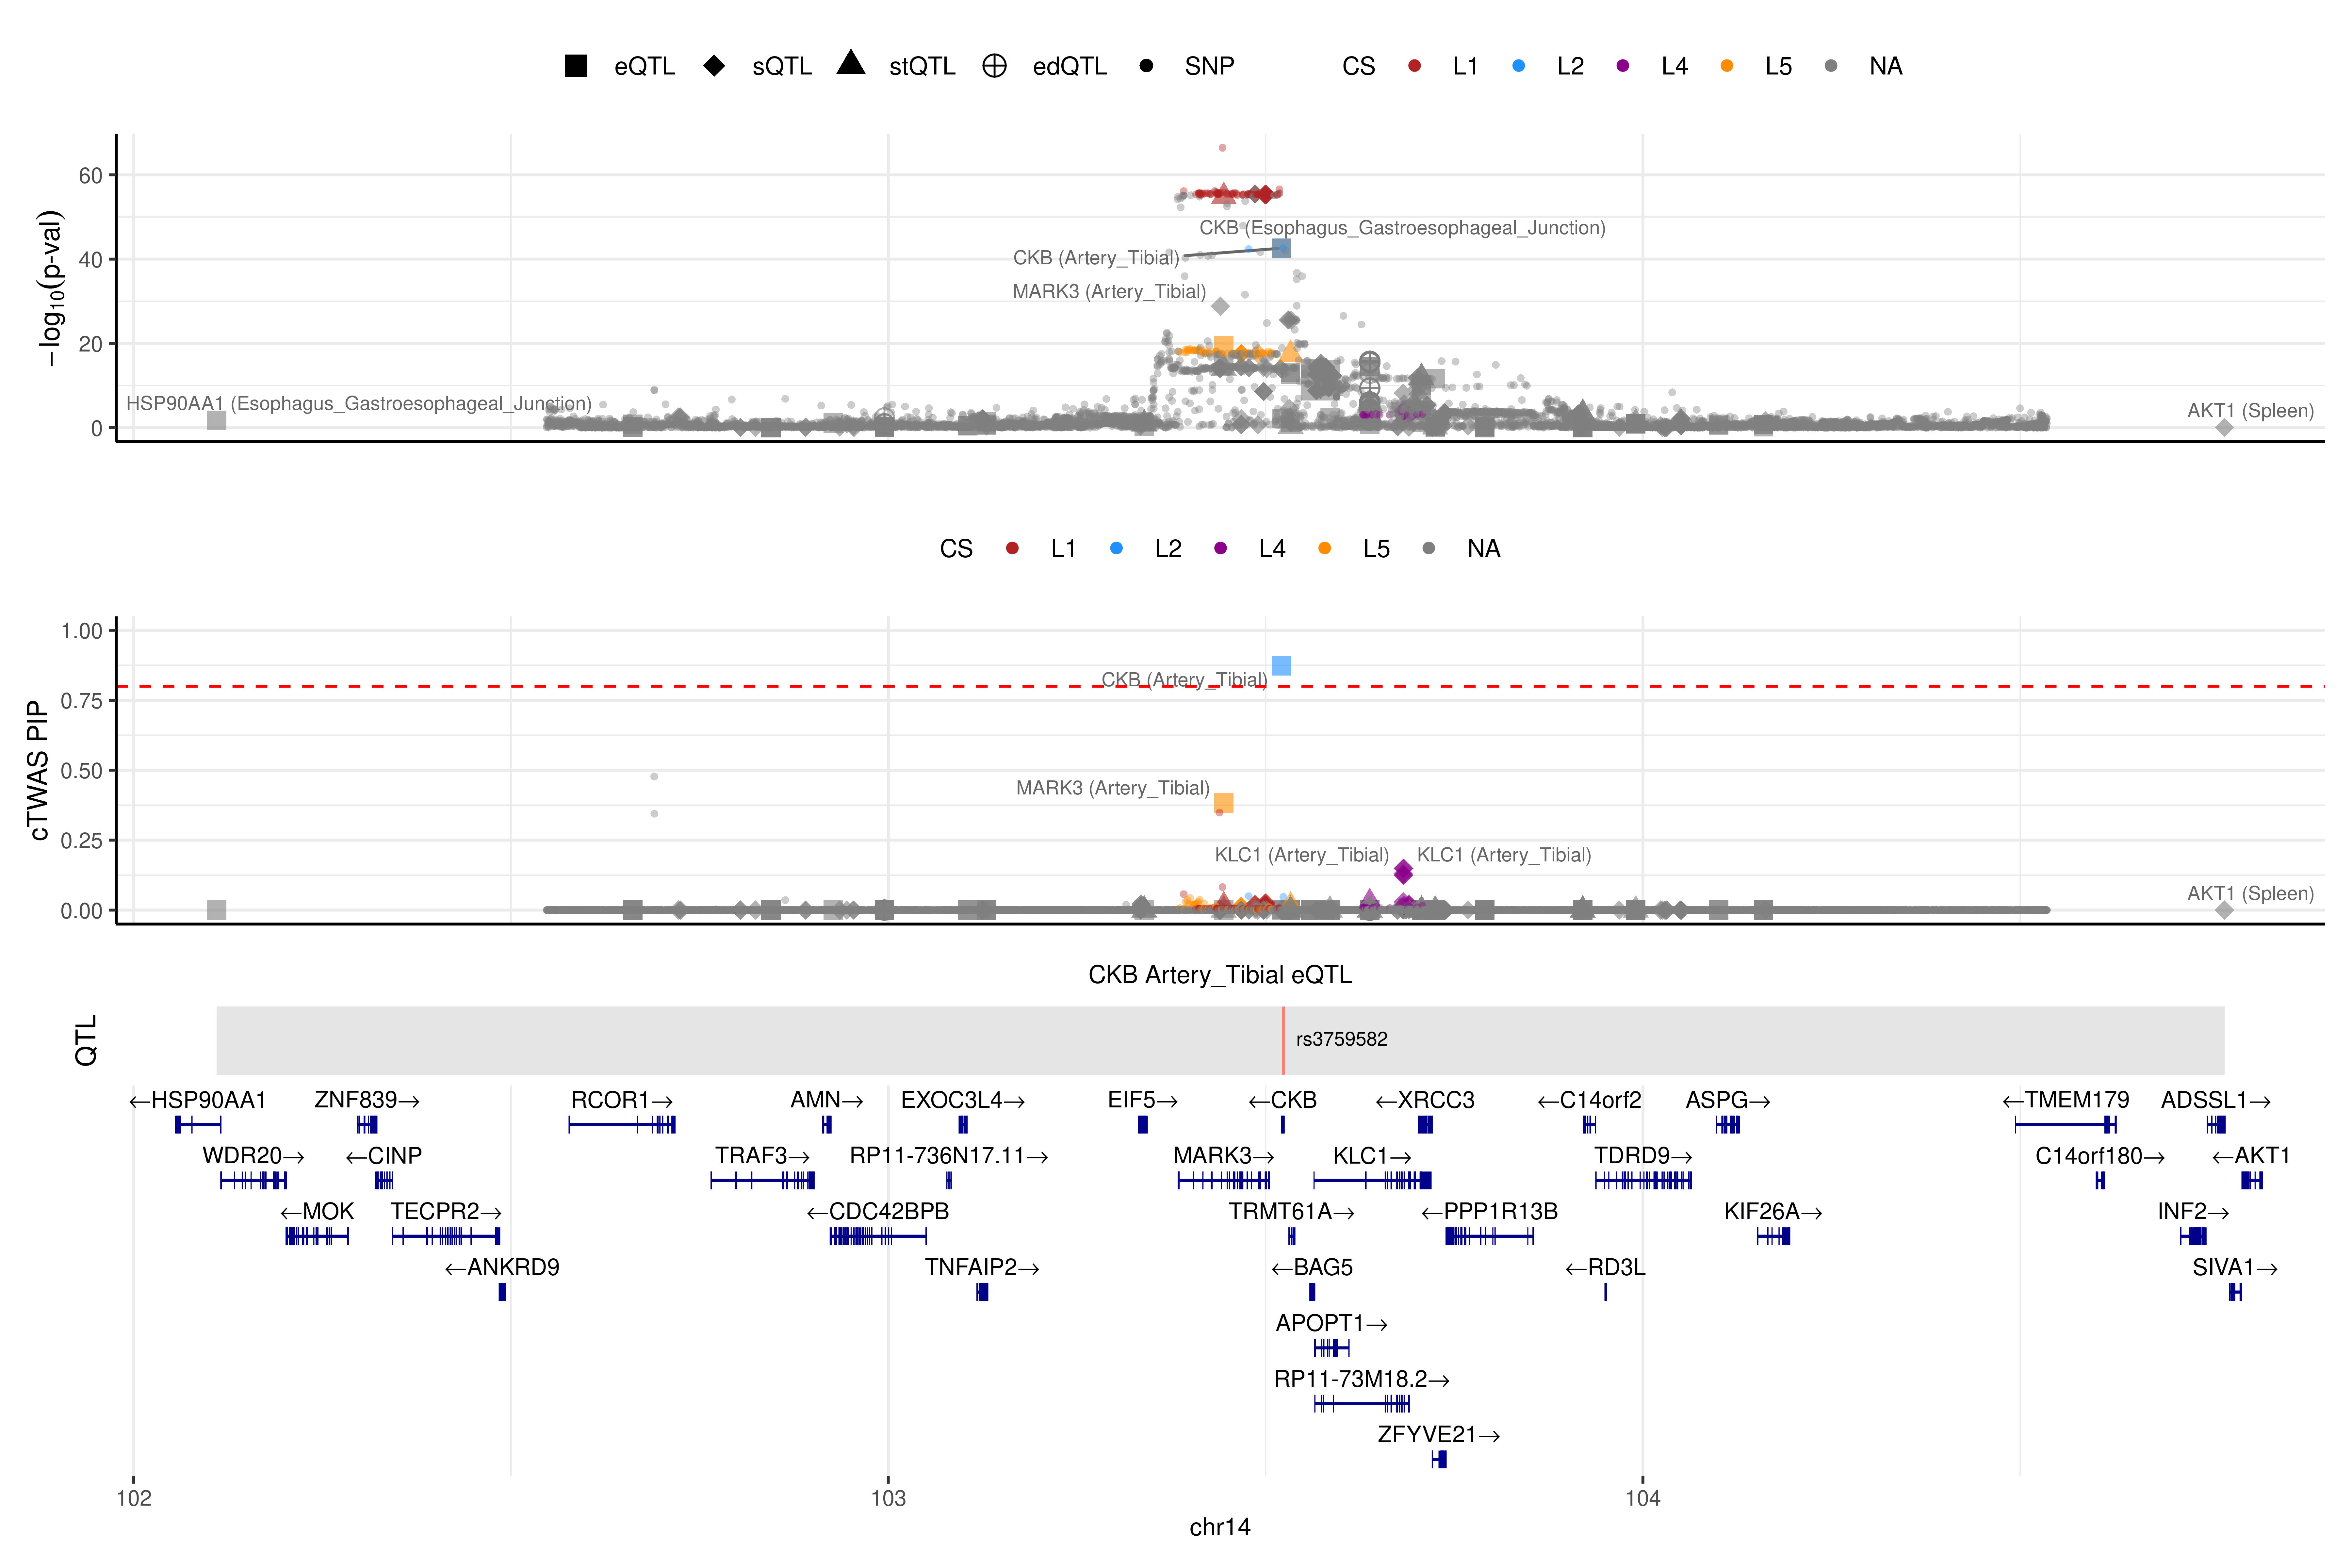 eQTL sQTL stQTL edQTL SNP CS L1 L2 L4 L5 NA
−log10(p-val)
60
40
20
0
CKB (Esophagus_Gastroesophageal_Junction)
CKB (Artery_Tibial)
MARK3 (Artery_Tibial)
HSP90AA1 (Esophagus_Gastroesophageal_Junction)
AKT1 (Spleen)
CS L1 L2 L4 L5 NA
cTWAS PIP
1.00
0.75
0.50
0.25
0.00
CKB (Artery_Tibial)
MARK3 (Artery_Tibial)
KLC1 (Artery_Tibial) KLC1 (Artery_Tibial)
AKT1 (Spleen)
CKB Artery_Tibial eQTL
QTL
rs3759582
←HSP90AA1 ZNF839→ RCOR1→ AMN→ EXOC3L4→ EIF5→ ←CKB ←XRCC3 ←C14orf2 ASPG→ ←TMEM179 ADSSL1→
WDR20→ ←CINP TRAF3→ RP11-736N17.11→ MARK3→ KLC1→ TDRD9→ C14orf180→ ←AKT1
←MOK TECPR2→ ←CDC42BPB TRMT61A→ ←PPP1R13B KIF26A→ INF2→
←ANKRD9 TNFAIP2→ ←BAG5 ←RD3L SIVA1→
APOPT1→
RP11-73M18.2→
ZFYVE21→
102 103 104
chr14